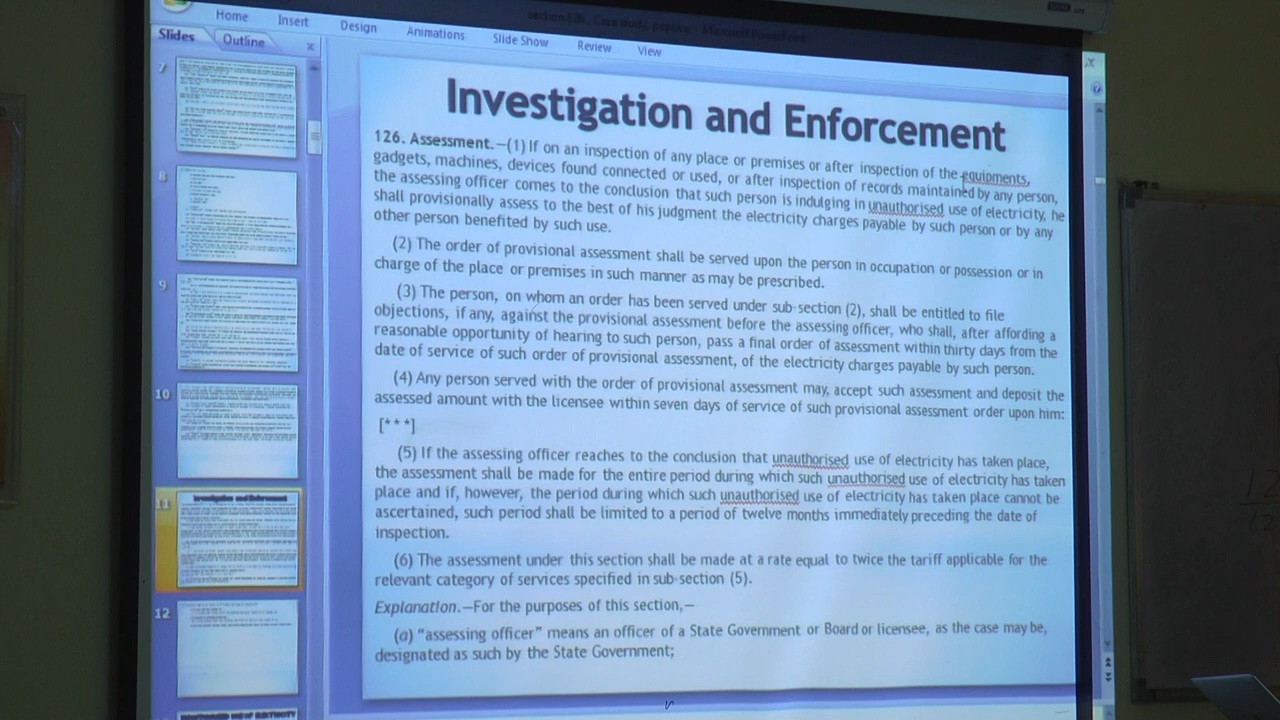 section 126, Case study, - Microsoft PowerPoint
Home Insert Design Animations Slide Show Review View
Slides Outline
7
8
9
10
11
Investigation and Enforcement
12
Investigation and Enforcement
126. Assessment.—(1) If on an inspection of any place or premises or after inspection of the equipments,
gadgets, machines, devices found connected or used, or after inspection of records maintained by any person,
the assessing officer comes to the conclusion that such person is indulging in unauthorised use of electricity, he
shall provisionally assess to the best of his judgment the electricity charges payable by such person or by any
other person benefited by such use.
(2) The order of provisional assessment shall be served upon the person in occupation or possession or in
charge of the place or premises in such manner as may be prescribed.
(3) The person, on whom an order has been served under sub-section (2), shall be entitled to file
objections, if any, against the provisional assessment before the assessing officer, who shall, after affording a
reasonable opportunity of hearing to such person, pass a final order of assessment within thirty days from the
date of service of such order of provisional assessment, of the electricity charges payable by such person.
(4) Any person served with the order of provisional assessment may, accept such assessment and deposit the
assessed amount with the licensee within seven days of service of such provisional assessment order upon him:
[***]
(5) If the assessing officer reaches to the conclusion that unauthorised use of electricity has taken place,
the assessment shall be made for the entire period during which such unauthorised use of electricity has taken
place and if, however, the period during which such unauthorised use of electricity has taken place cannot be
ascertained, such period shall be limited to a period of twelve months immediately preceding the date of
inspection.
(6) The assessment under this section shall be made at a rate equal to twice the tariff applicable for the
relevant category of services specified in sub-section (5).
Explanation.—For the purposes of this section,—
(a) “assessing officer” means an officer of a State Government or Board or licensee, as the case may be,
designated as such by the State Government;